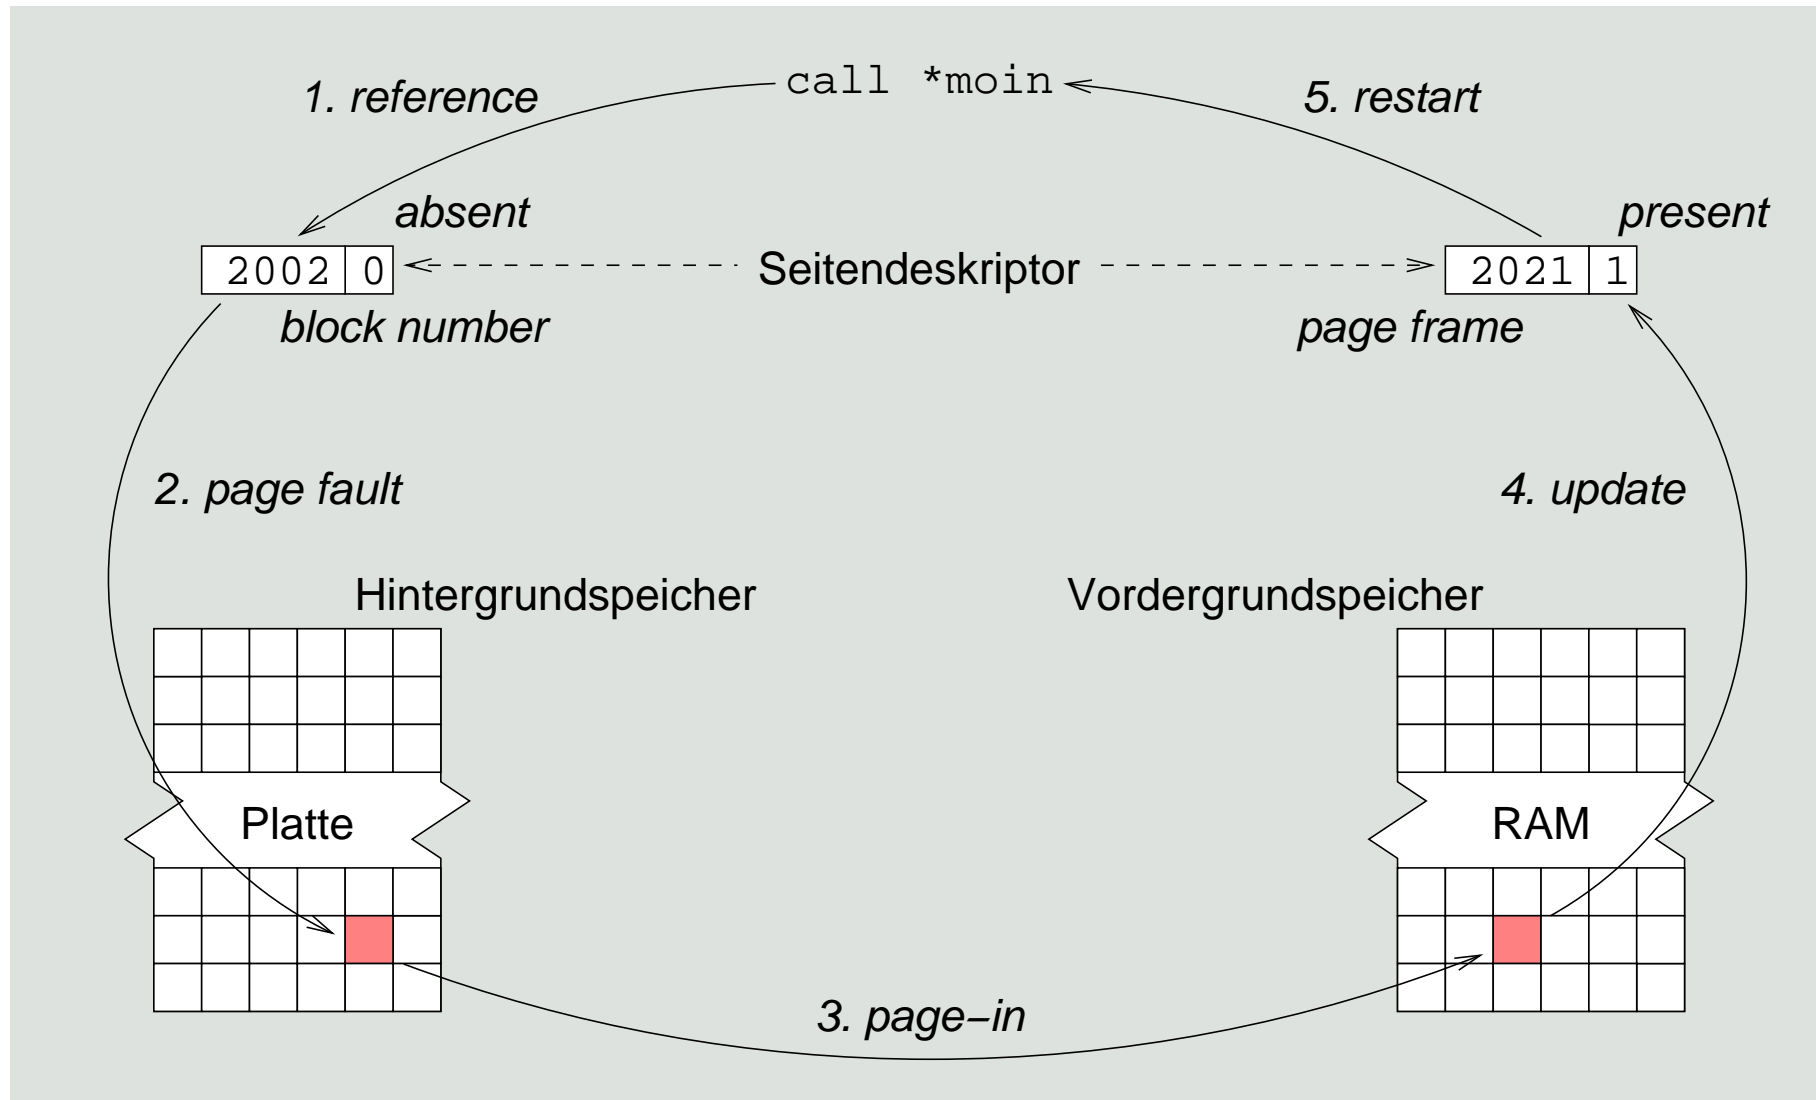 call *moin
1. reference
5. restart
absent
present
2002 0
Seitendeskriptor
2021 1
block number
page frame
2. page fault
4. update
Hintergrundspeicher
Vordergrundspeicher
Platte
RAM
3. page–in